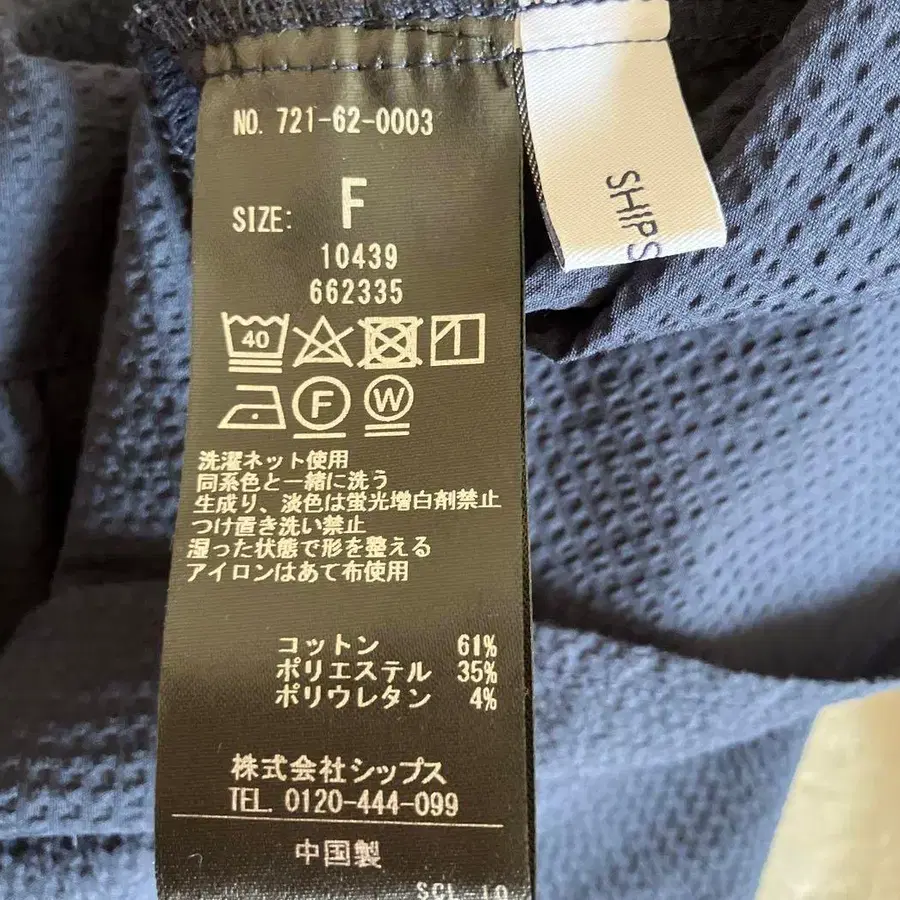 NO. 721-62-0003
SIZE: F
10439
662335
40
F W
洗濯ネット使用
同系色と一緒に洗う
生成り、淡色は蛍光増白剤禁止
つけ置き洗い禁止
湿った状態で形を整える
アイロンはあて布使用
コットン 61%
ポリエステル 35%
ポリウレタン 4%
株式会社シップス
TEL. 0120-444-099
中国製
SHIPS